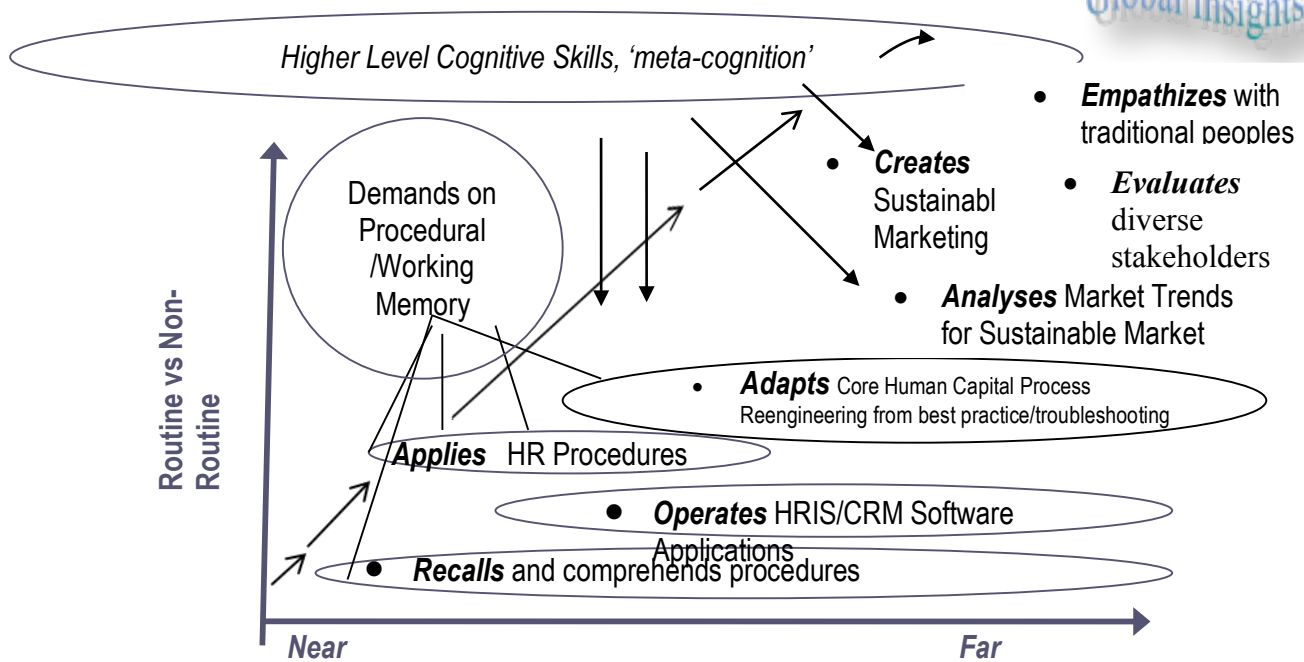 Global Insights
Higher Level Cognitive Skills, 'meta-cognition'
• Empathizes with
traditional peoples
Demands on
Procedural
/Working
Memory
• Creates
Sustainabl
Marketing
• Evaluates
diverse
stakeholders
• Analyses Market Trends
for Sustainable Market
Routine vs Non-
Routine
• Adapts Core Human Capital Process
Reengineering from best practice/troubleshooting
Applies HR Procedures
• Operates HRIS/CRM Software
Applications
• Recalls and comprehends procedures
Near
Far